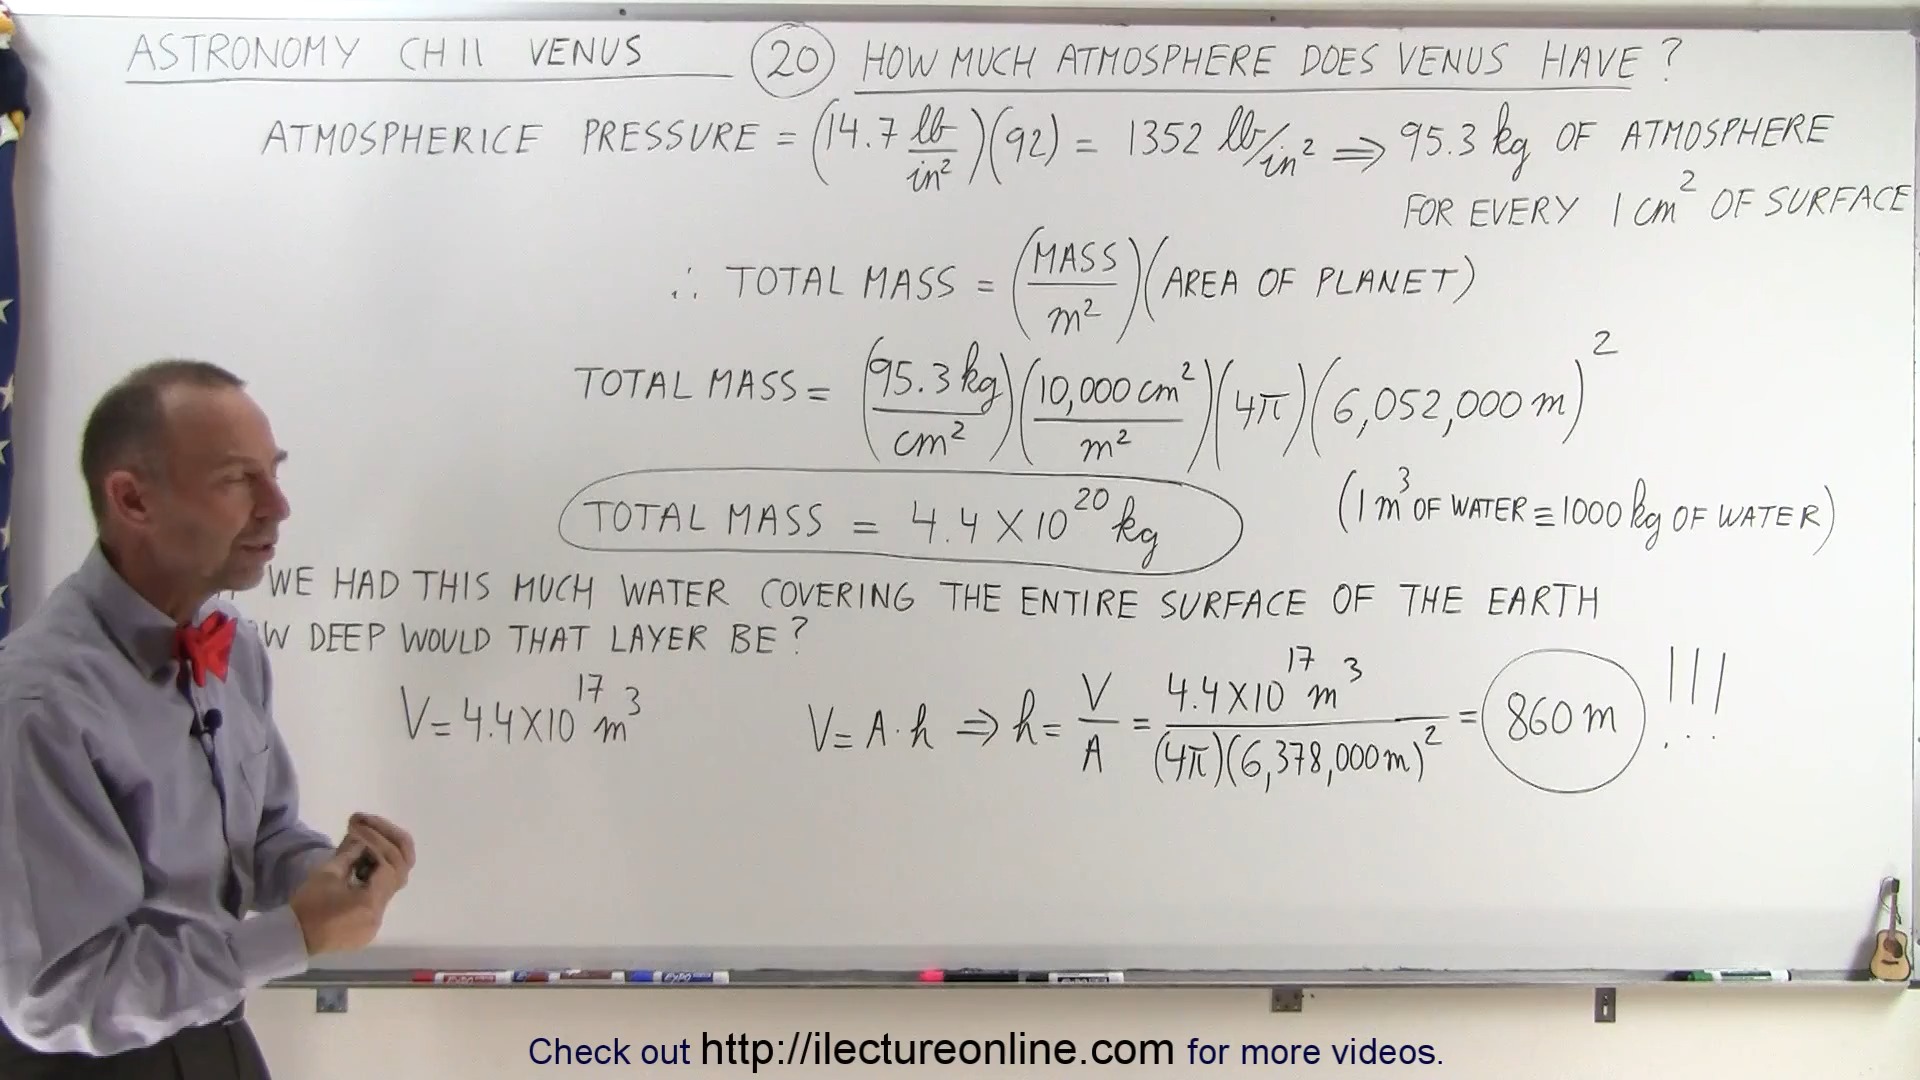 ASTRONOMY CH 11 VENUS 20 HOW MUCH ATMOSPHERE DOES VENUS HAVE?
ATMOSPHERICE PRESSURE = (14.7 lb/in²)(92) = 1352 lb/in² ⇒ 95.3 kg OF ATMOSPHERE
FOR EVERY 1 cm² OF SURFACE
∴ TOTAL MASS = (MASS/m²)(AREA OF PLANET)
TOTAL MASS = (95.3 kg/cm²)(10,000 cm²/m²)(4π)(6,052,000 m)²
TOTAL MASS = 4.4 X 10²⁰ kg
(1 m³ OF WATER ≡ 1000 kg OF WATER)
WE HAD THIS MUCH WATER COVERING THE ENTIRE SURFACE OF THE EARTH
DEEP WOULD THAT LAYER BE?
V = 4.4 X 10¹⁷ m³
V = A · h ⇒ h = V/A = 4.4 X 10¹⁷ m³/(4π)(6,378,000 m)² = 860 m !!!
Check out http://ilectureonline.com for more videos.